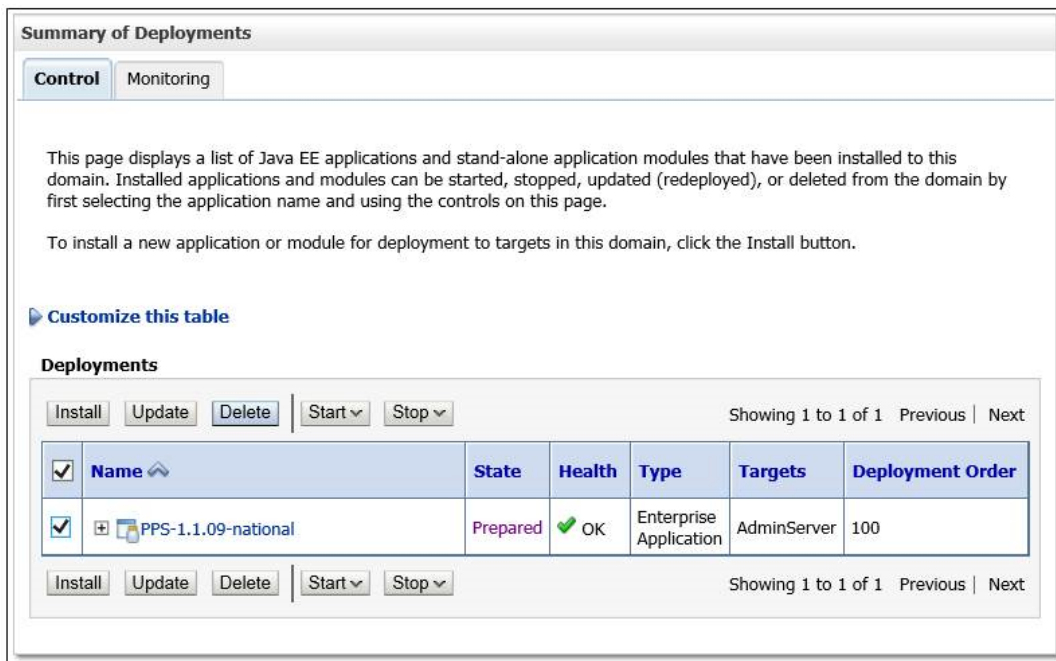 Summary of Deployments
Control Monitoring
This page displays a list of Java EE applications and stand-alone application modules that have been installed to this
domain. Installed applications and modules can be started, stopped, updated (redeployed), or deleted from the domain by
first selecting the application name and using the controls on this page.
To install a new application or module for deployment to targets in this domain, click the Install button.
Customize this table
Deployments
Install Update Delete Start Stop Showing 1 to 1 of 1 Previous | Next
Name State Health Type Targets Deployment Order
PPS-1.1.09-national Prepared OK Enterprise Application AdminServer 100
Install Update Delete Start Stop Showing 1 to 1 of 1 Previous | Next